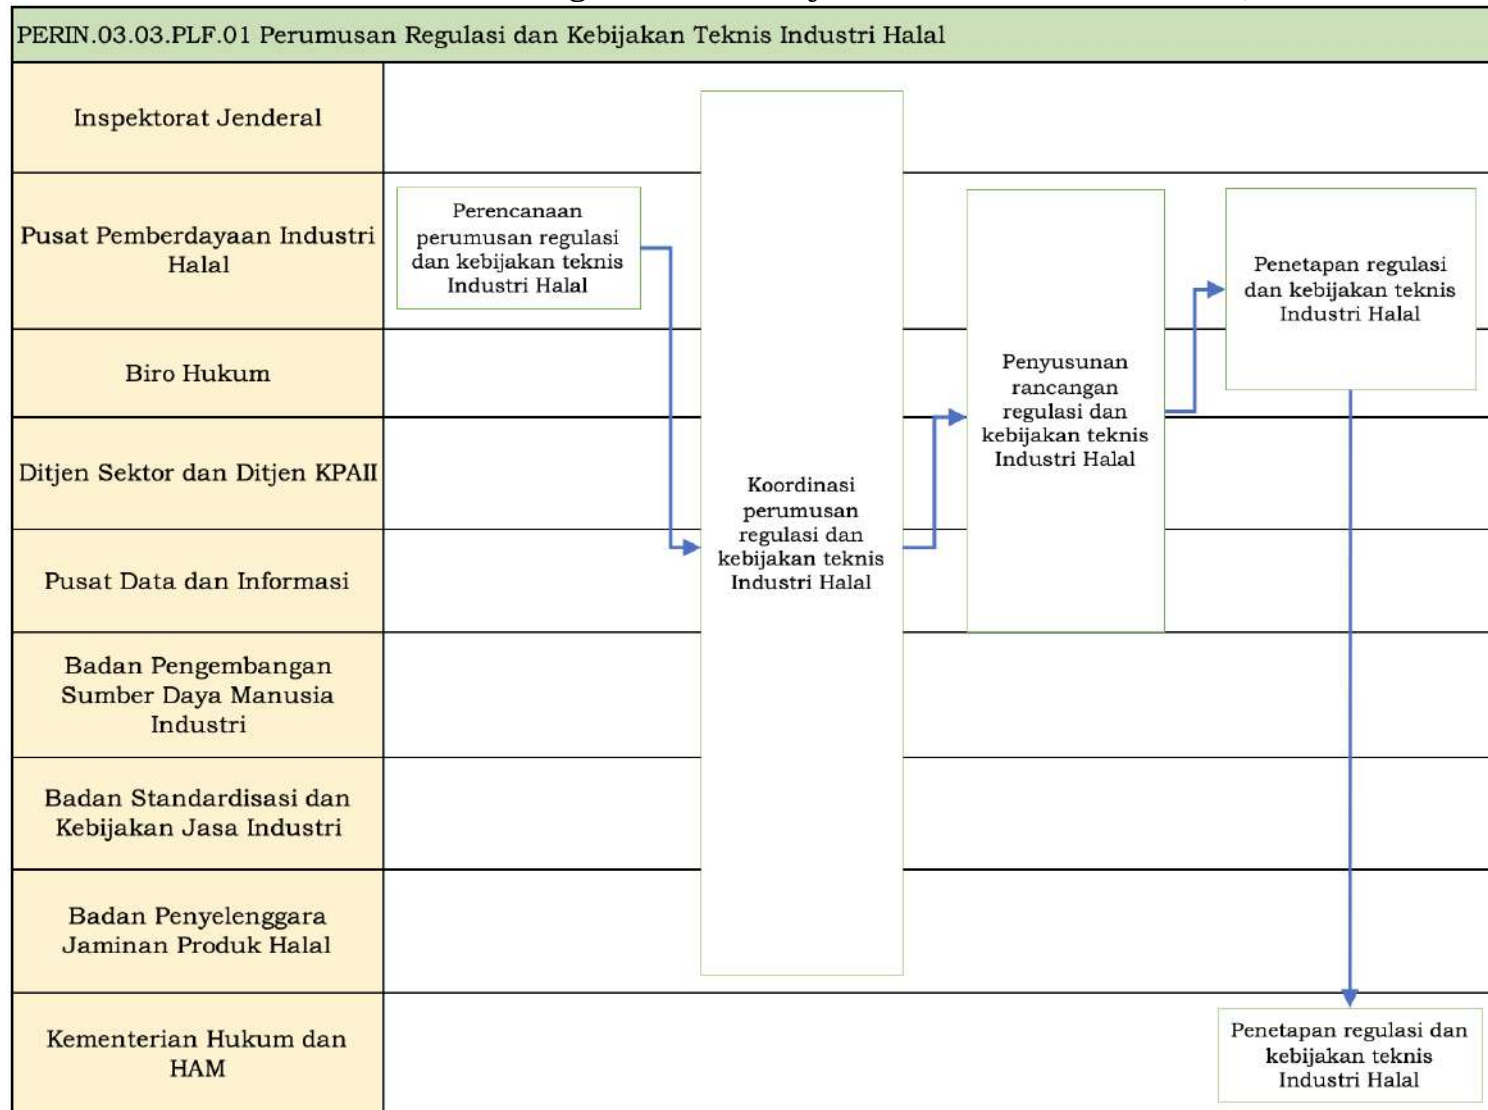 PERIN.03.03.PLF.01 Perumusan Regulasi dan Kebijakan Teknis Industri Halal
Inspektorat Jenderal
Pusat Pemberdayaan Industri
Halal
Perencanaan
perumusan regulasi
dan kebijakan teknis
Industri Halal
Penetapan regulasi
dan kebijakan teknis
Industri Halal
Biro Hukum
Penyusunan
rancangan
regulasi dan
kebijakan teknis
Industri Halal
Ditjen Sektor dan Ditjen KPAII
Koordinasi
perumusan
regulasi dan
kebijakan teknis
Industri Halal
Pusat Data dan Informasi
Badan Pengembangan
Sumber Daya Manusia
Industri
Badan Standardisasi dan
Kebijakan Jasa Industri
Badan Penyelenggara
Jaminan Produk Halal
Kementerian Hukum dan
HAM
Penetapan regulasi dan
kebijakan teknis
Industri Halal